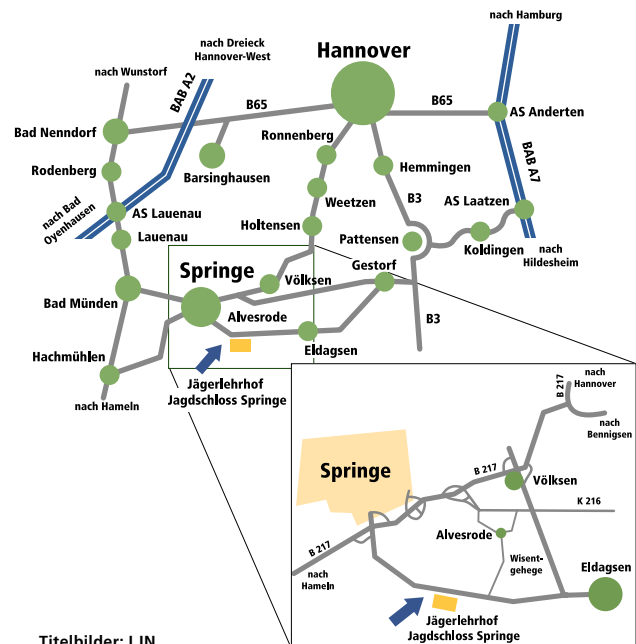 nach Hamburg
nach Dreieck
Hannover-West
Hannover
nach Wunstorf
BAB A2
B65
B65
AS Anderten
Bad Nenndorf
Ronnenberg
Barsinghausen
Hemmingen
BAB A7
Rodenberg
Weetzen
B3
AS Laatzen
nach Bad
Oyenhausen
AS Lauenau
Holtensen
Lauenau
Pattensen
Koldingen
nach
Hildesheim
Springe
Völksen
Gestorf
Bad Münden
Alvesrode
B3
Eldagsen
Hachmühlen
Jägerlehrhof
Jagdschloss Springe
nach Hameln
nach
Hannover
B 217
nach
Bennigsen
Springe
B 217
Völksen
K 216
Alvesrode
B 217
Wisent-
gehege
Eldagsen
nach
Hameln
Jägerlehrhof
Jagdschloss Springe
Titelbilder: LJN